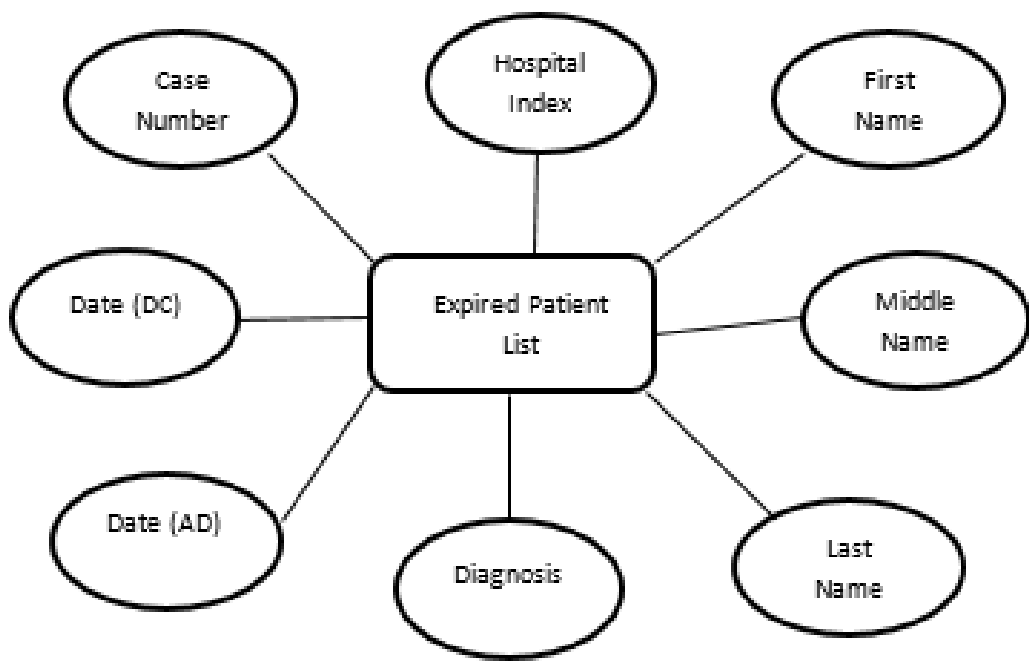 Case
Number
Hospital
Index
First
Name
Date (DC)
Expired Patient
List
Middle
Name
Date (AD)
Diagnosis
Last
Name